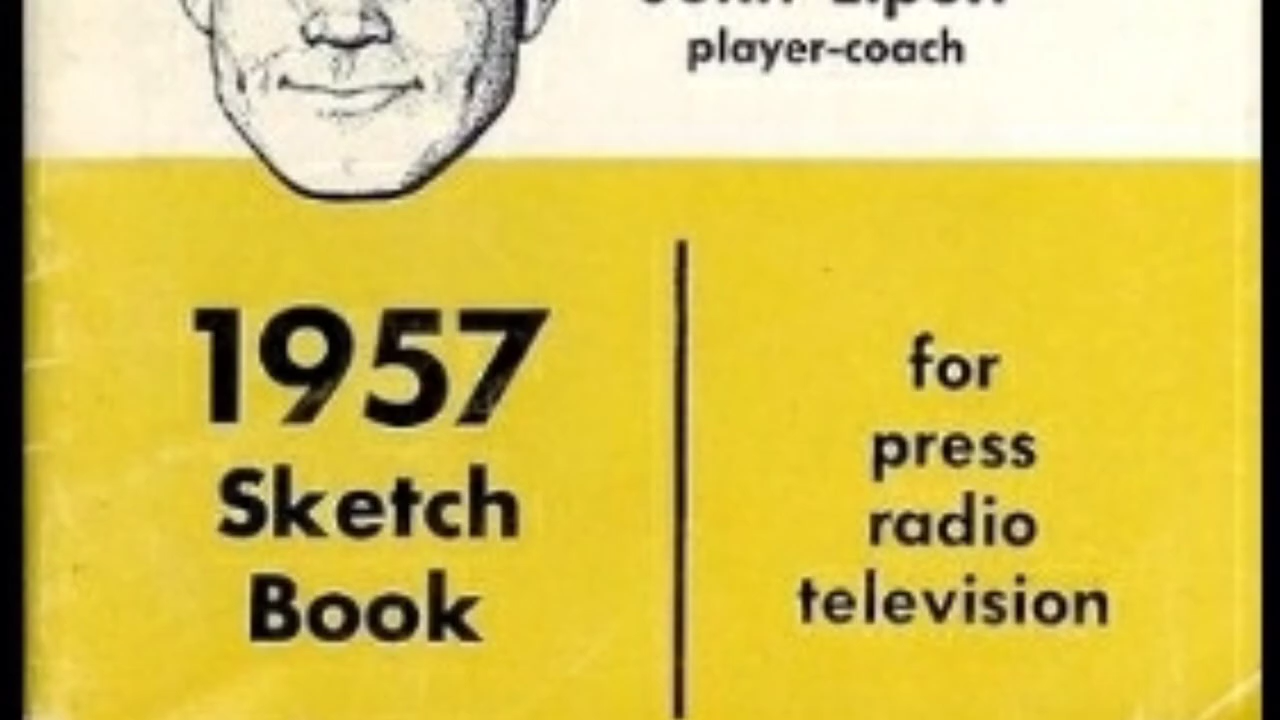 player-coach
1957
Sketch
Book
for
press
radio
television